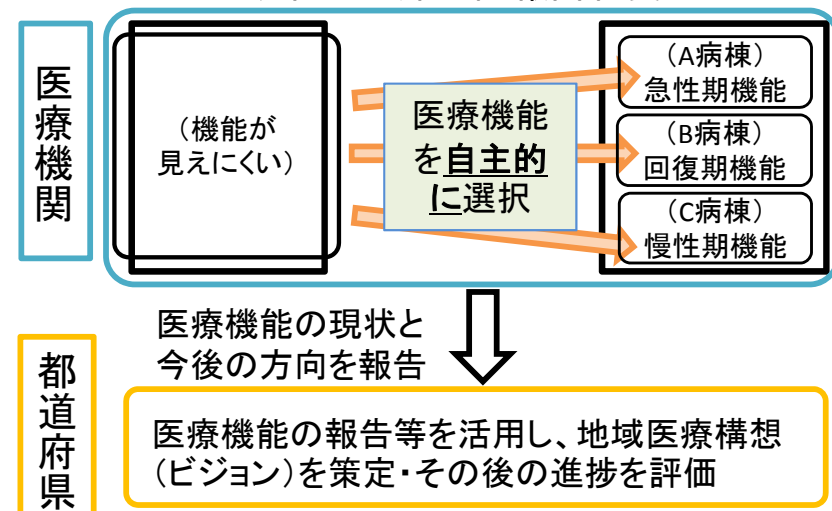 医療機関
(機能が
見えにくい)
医療機能
を自主的
に選択
(A病棟)
急性期機能
(B病棟)
回復期機能
(C病棟)
慢性期機能
医療機能の現状と
今後の方向を報告
都道府県
医療機能の報告等を活用し、地域医療構想
(ビジョン)を策定・その後の進捗を評価